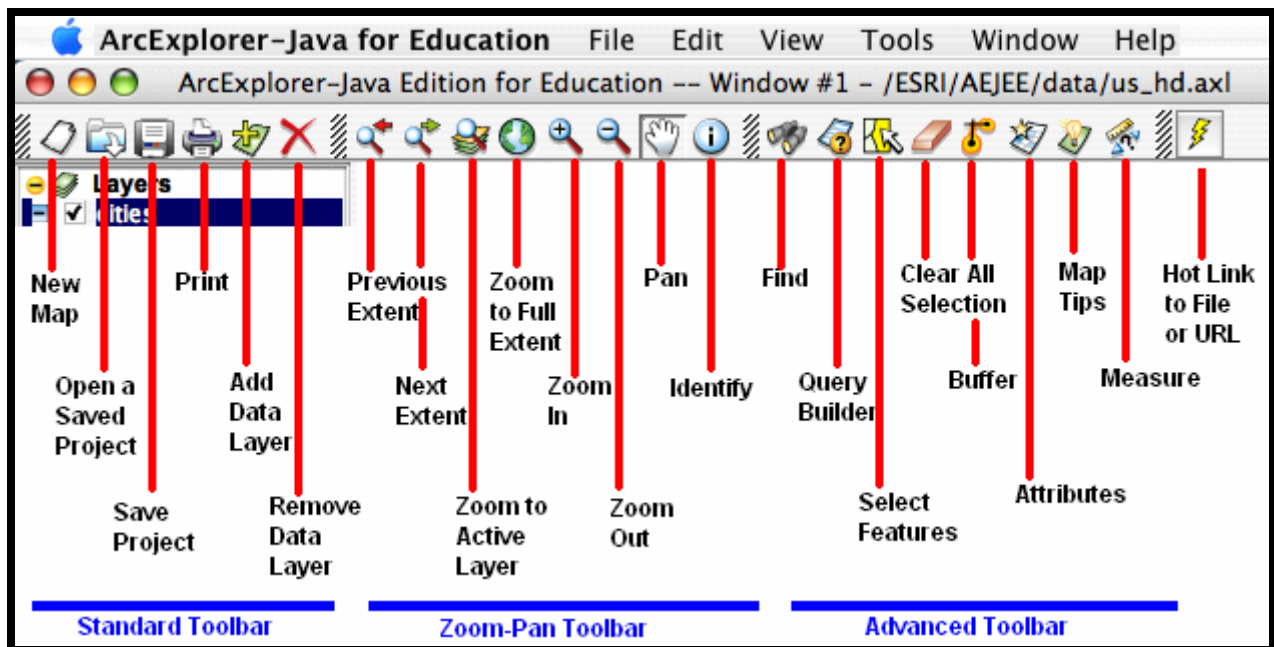 ArcExplorer-Java for Education File Edit View Tools Window Help
ArcExplorer-Java Edition for Education -- Window #1 - /ESRI/AEJEE/data/us_hd.axl
Layers
cities
New
Map
Print
Previous
Extent
Zoom
to Full
Extent
Pan
Find
Clear All
Selection
Map
Tips
Hot Link
to File
or URL
Open a
Saved
Project
Add
Data
Layer
Next
Extent
Zoom
In
Identify
Query
Builder
Buffer
Measure
Save
Project
Remove
Data
Layer
Zoom to
Active
Layer
Zoom
Out
Select
Features
Attributes
Standard Toolbar
Zoom-Pan Toolbar
Advanced Toolbar